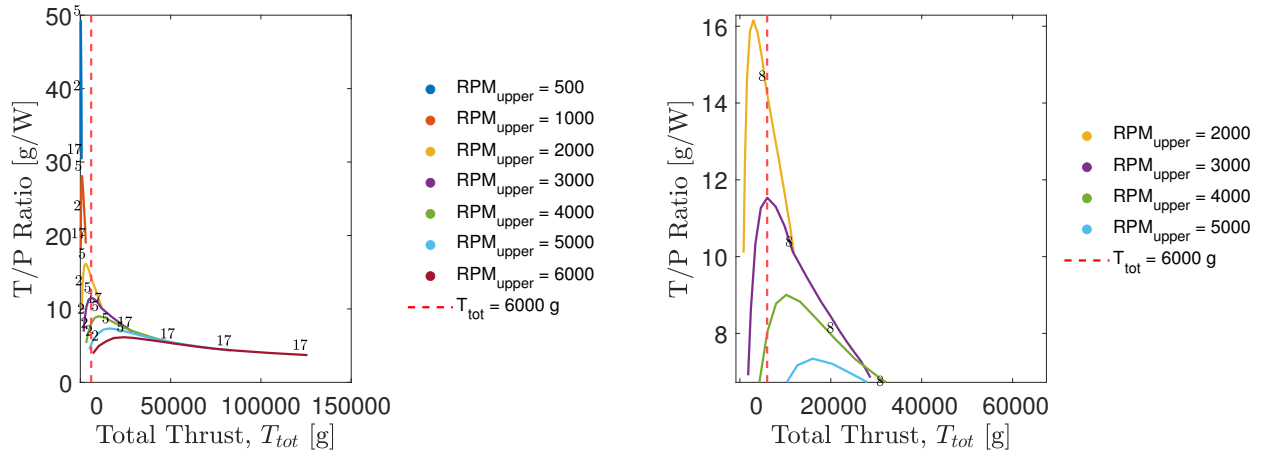 50
40
30
20
10
0
T/P Ratio [g/W]
5
2
17
5
2
17
5
2
5
17
2
5
2
5
17
2
5
17
2
17
17
0
50000
100000
150000
Total Thrust, T_tot [g]
RPM_upper = 500
RPM_upper = 1000
RPM_upper = 2000
RPM_upper = 3000
RPM_upper = 4000
RPM_upper = 5000
RPM_upper = 6000
T_tot = 6000 g
16
14
12
10
8
T/P Ratio [g/W]
8
8
8
8
0
20000
40000
60000
Total Thrust, T_tot [g]
RPM_upper = 2000
RPM_upper = 3000
RPM_upper = 4000
RPM_upper = 5000
T_tot = 6000 g